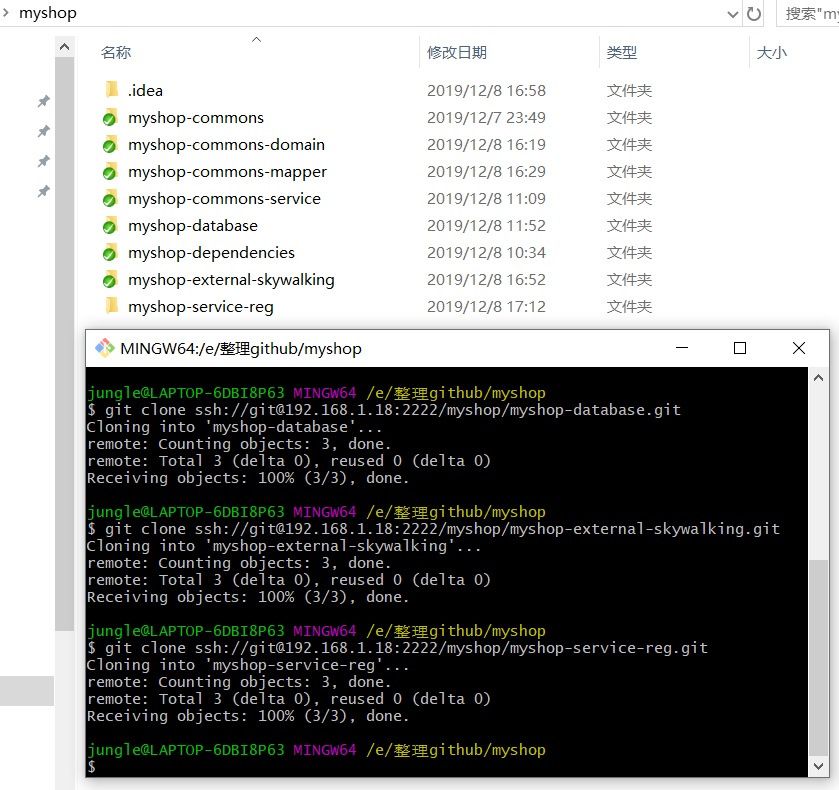 myshop
搜索"my
名称 修改日期 类型 大小
.idea 2019/12/8 16:58 文件夹
myshop-commons 2019/12/7 23:49 文件夹
myshop-commons-domain 2019/12/8 16:19 文件夹
myshop-commons-mapper 2019/12/8 16:29 文件夹
myshop-commons-service 2019/12/8 11:09 文件夹
myshop-database 2019/12/8 11:52 文件夹
myshop-dependencies 2019/12/8 10:34 文件夹
myshop-external-skywalking 2019/12/8 16:52 文件夹
myshop-service-reg 2019/12/8 17:12 文件夹
MINGW64:/e/整理github/myshop
jungle@LAPTOP-6DBI8P63 MINGW64 /e/整理github/myshop
$ git clone ssh://git@192.168.1.18:2222/myshop/myshop-database.git
Cloning into 'myshop-database'...
remote: Counting objects: 3, done.
remote: Total 3 (delta 0), reused 0 (delta 0)
Receiving objects: 100% (3/3), done.
jungle@LAPTOP-6DBI8P63 MINGW64 /e/整理github/myshop
$ git clone ssh://git@192.168.1.18:2222/myshop/myshop-external-skywalking.git
Cloning into 'myshop-external-skywalking'...
remote: Counting objects: 3, done.
remote: Total 3 (delta 0), reused 0 (delta 0)
Receiving objects: 100% (3/3), done.
jungle@LAPTOP-6DBI8P63 MINGW64 /e/整理github/myshop
$ git clone ssh://git@192.168.1.18:2222/myshop/myshop-service-reg.git
Cloning into 'myshop-service-reg'...
remote: Counting objects: 3, done.
remote: Total 3 (delta 0), reused 0 (delta 0)
Receiving objects: 100% (3/3), done.
jungle@LAPTOP-6DBI8P63 MINGW64 /e/整理github/myshop
$